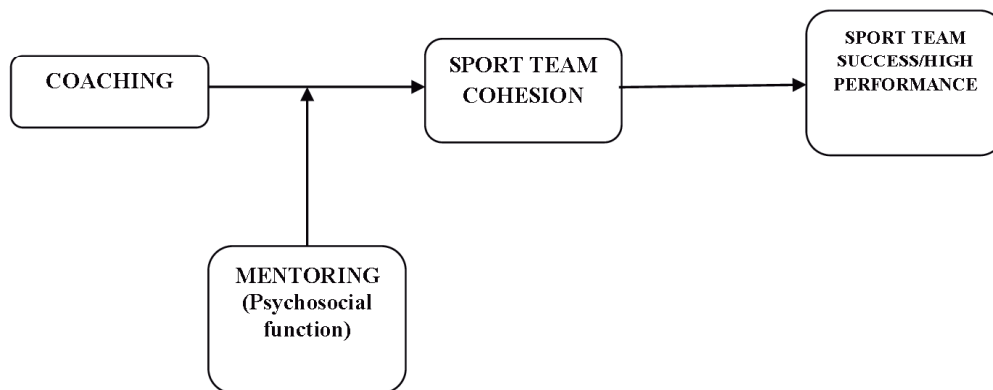 COACHING
SPORT TEAM
COHESION
SPORT TEAM
SUCCESS/HIGH
PERFORMANCE
MENTORING
(Psychosocial
function)